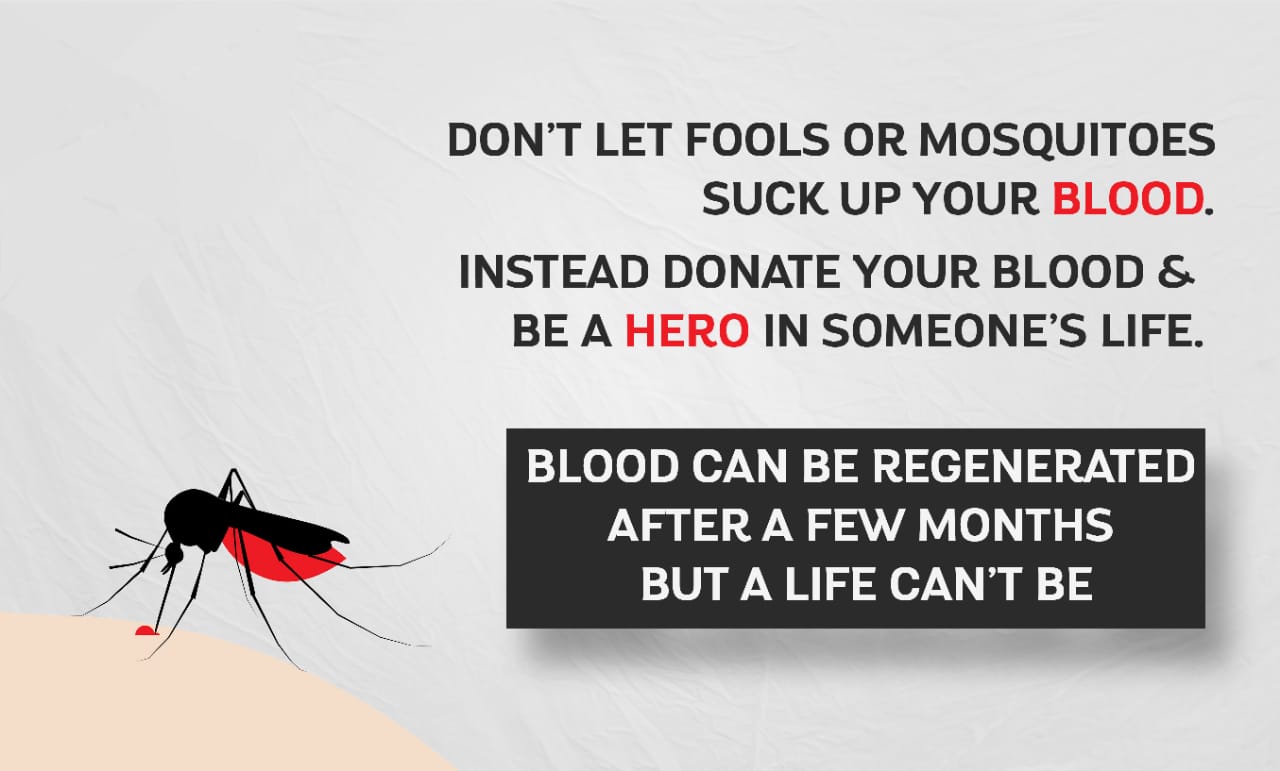 DON’T LET FOOLS OR MOSQUITOES
SUCK UP YOUR BLOOD.
INSTEAD DONATE YOUR BLOOD &
BE A HERO IN SOMEONE’S LIFE.
BLOOD CAN BE REGENERATED
AFTER A FEW MONTHS
BUT A LIFE CAN’T BE